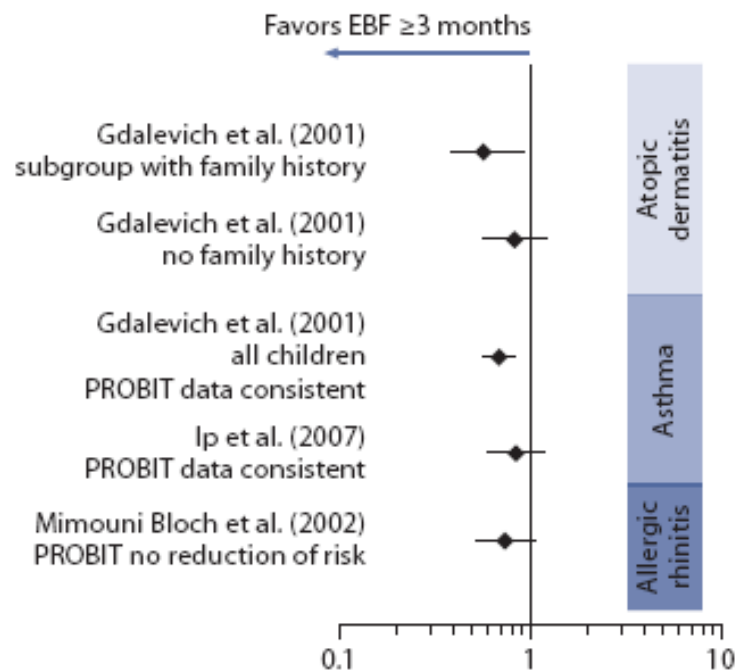 Favors EBF ≥3 months
Gdalevich et al. (2001)
subgroup with family history
Gdalevich et al. (2001)
no family history
Atopic
dermatitis
Gdalevich et al. (2001)
all children
PROBIT data consistent
Ip et al. (2007)
PROBIT data consistent
Asthma
Mimouni Bloch et al. (2002)
PROBIT no reduction of risk
Allergic
rhinitis
0.1
1
10